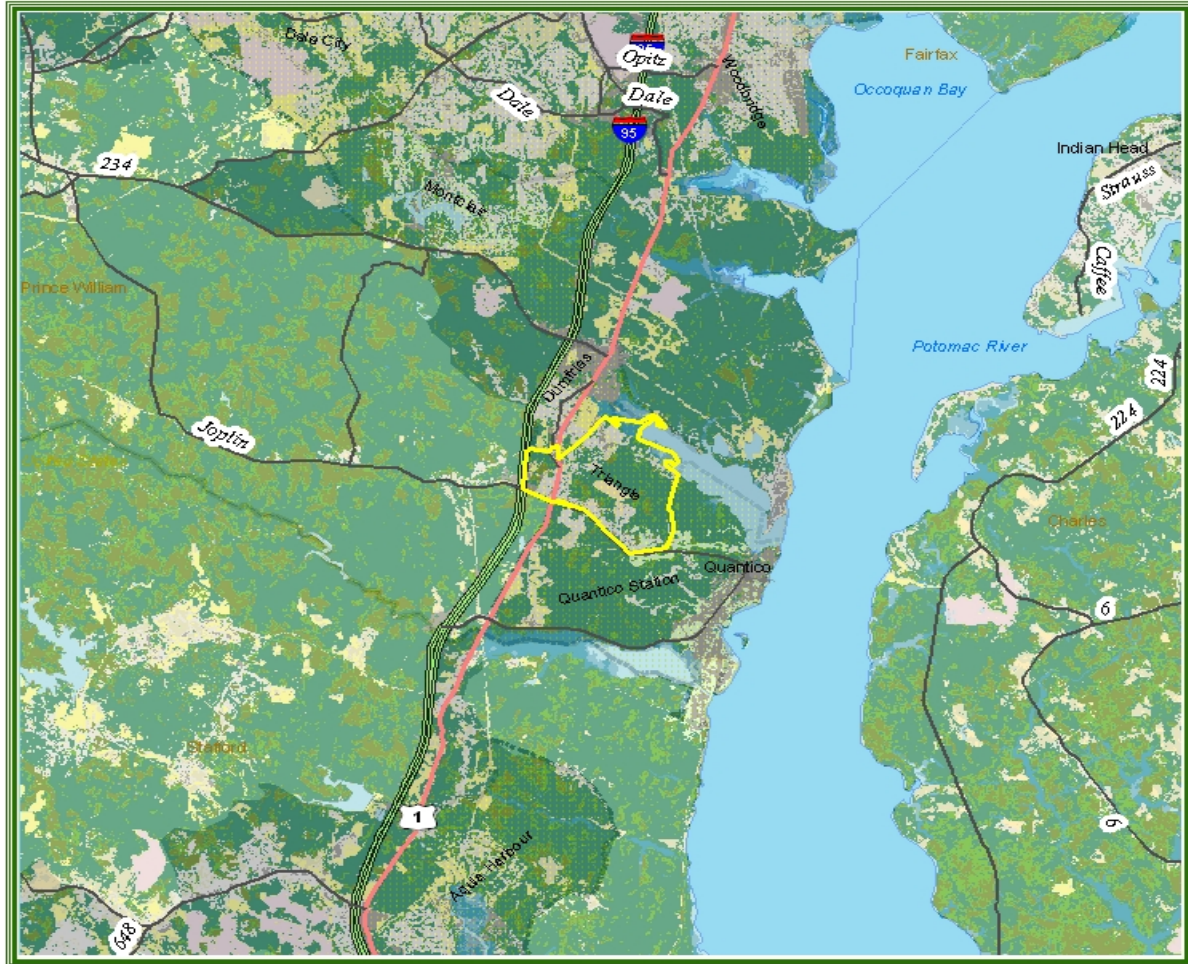 Dale City
95
Opitz
Fairfax
Woodbridge
Occoquan Bay
Dale
Dale
95
234
Indian Head
Strauss
Montclair
Caffee
Prince William
Potomac River
224
Dumfries
224
Joplin
Triangle
Charles
Quantico
Quantico Station
6
Stafford
1
6
Aquia Harbour
648